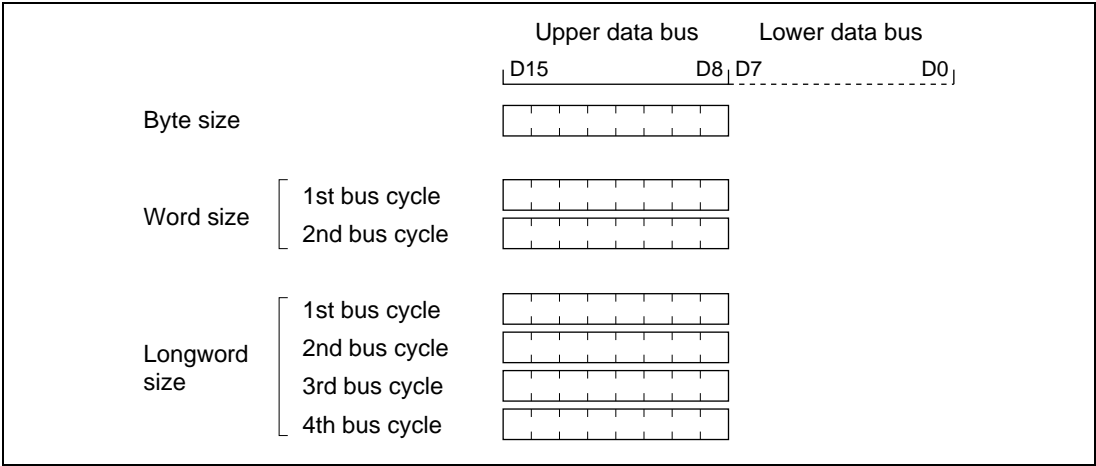 Upper data bus Lower data bus
D15 D8 D7 D0
Byte size
Word size
1st bus cycle
2nd bus cycle
Longword
size
1st bus cycle
2nd bus cycle
3rd bus cycle
4th bus cycle